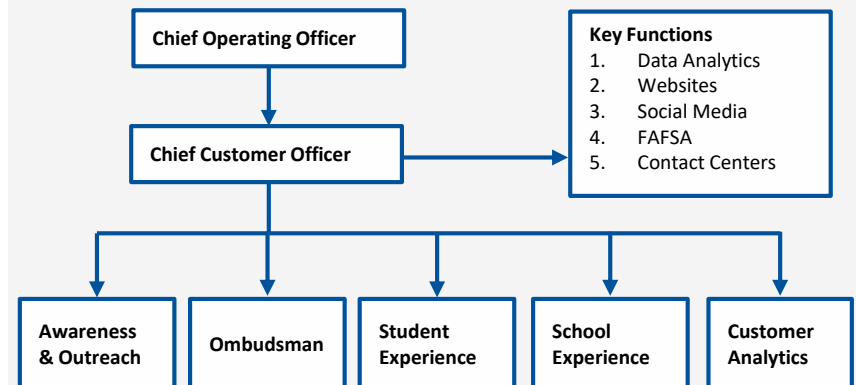 Chief Operating Officer
Key Functions
1. Data Analytics
2. Websites
3. Social Media
4. FAFSA
5. Contact Centers
Chief Customer Officer
Awareness
& Outreach
Ombudsman
Student
Experience
School
Experience
Customer
Analytics